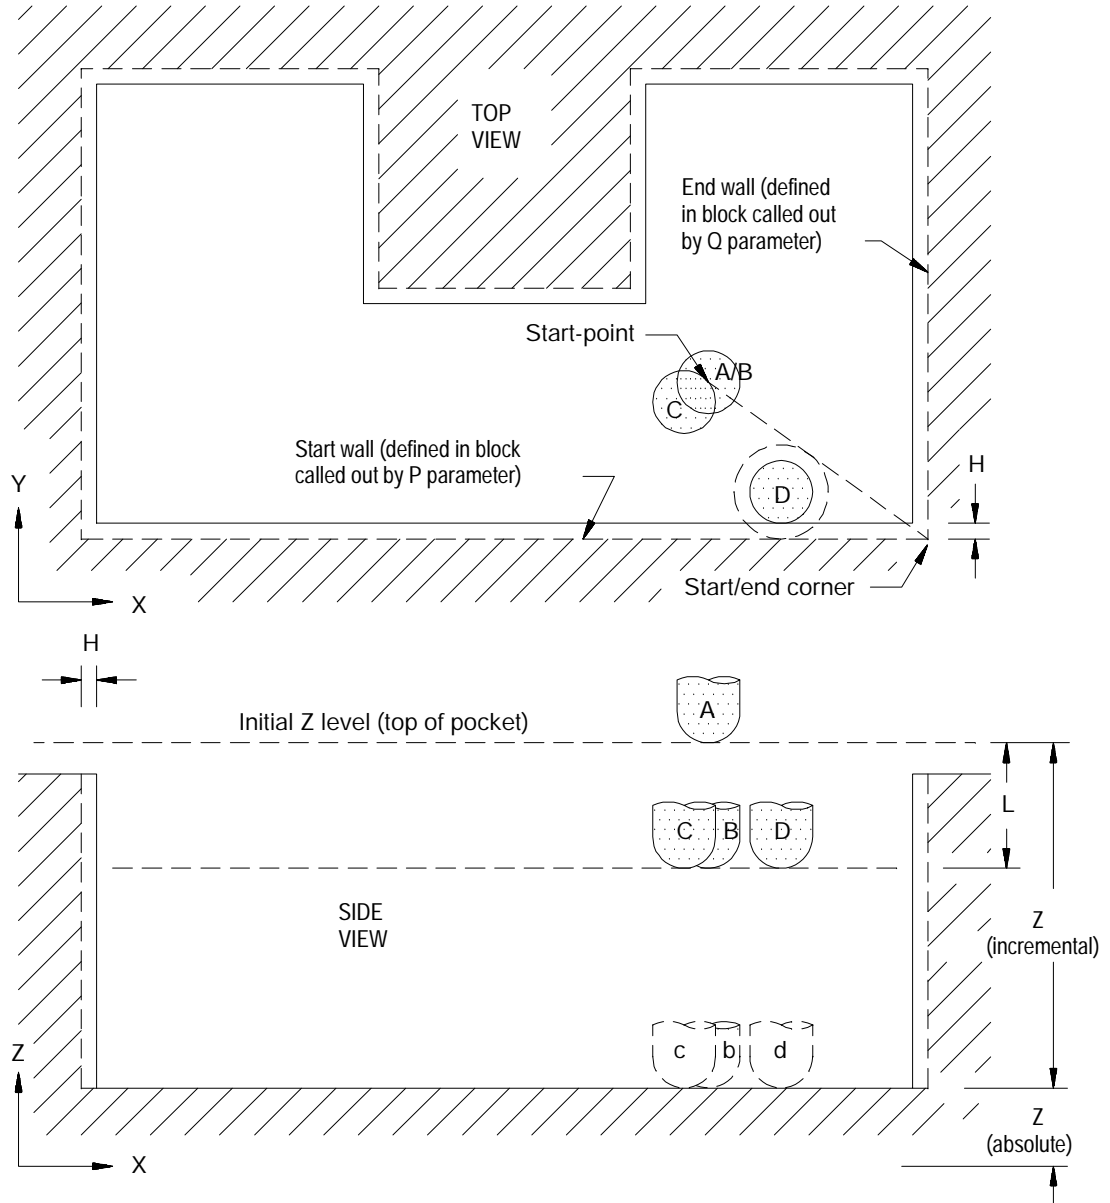 TOP
VIEW
End wall (defined
in block called out
by Q parameter)
Start-point
A/B
C
Start wall (defined in block
called out by P parameter)
H
Y
D
Start/end corner
X
H
A
Initial Z level (top of pocket)
L
C
B
D
SIDE
VIEW
Z
(incremental)
Z
c
b
d
Z
(absolute)
X